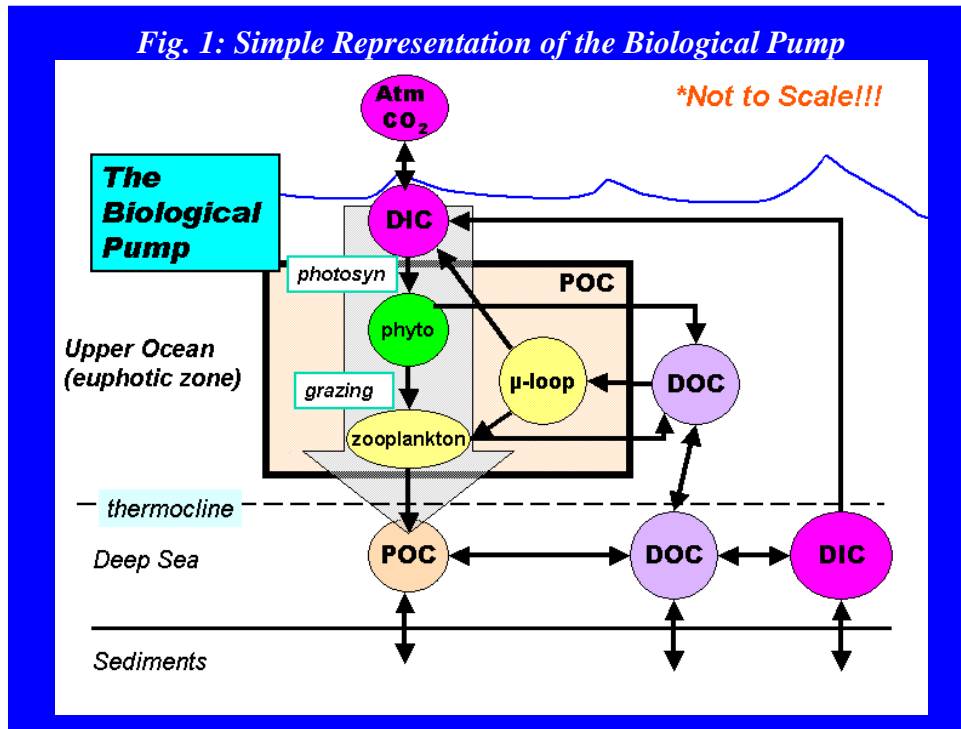 Fig. 1: Simple Representation of the Biological Pump
Atm
CO₂
*Not to Scale!!!
The
Biological
Pump
DIC
photosyn
POC
phyto
Upper Ocean
(euphotic zone)
µ-loop
DOC
grazing
zooplankton
thermocline
Deep Sea
POC
DOC
DIC
Sediments